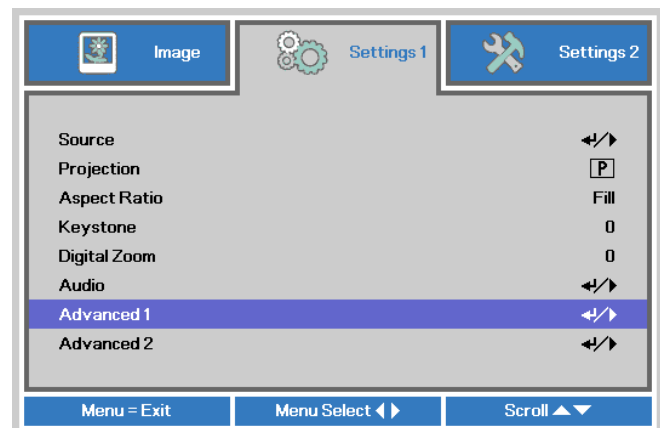 Image Settings 1 Settings 2
Source
Projection P
Aspect Ratio Fill
Keystone 0
Digital Zoom 0
Audio
Advanced 1
Advanced 2
Menu = Exit Menu Select Scroll